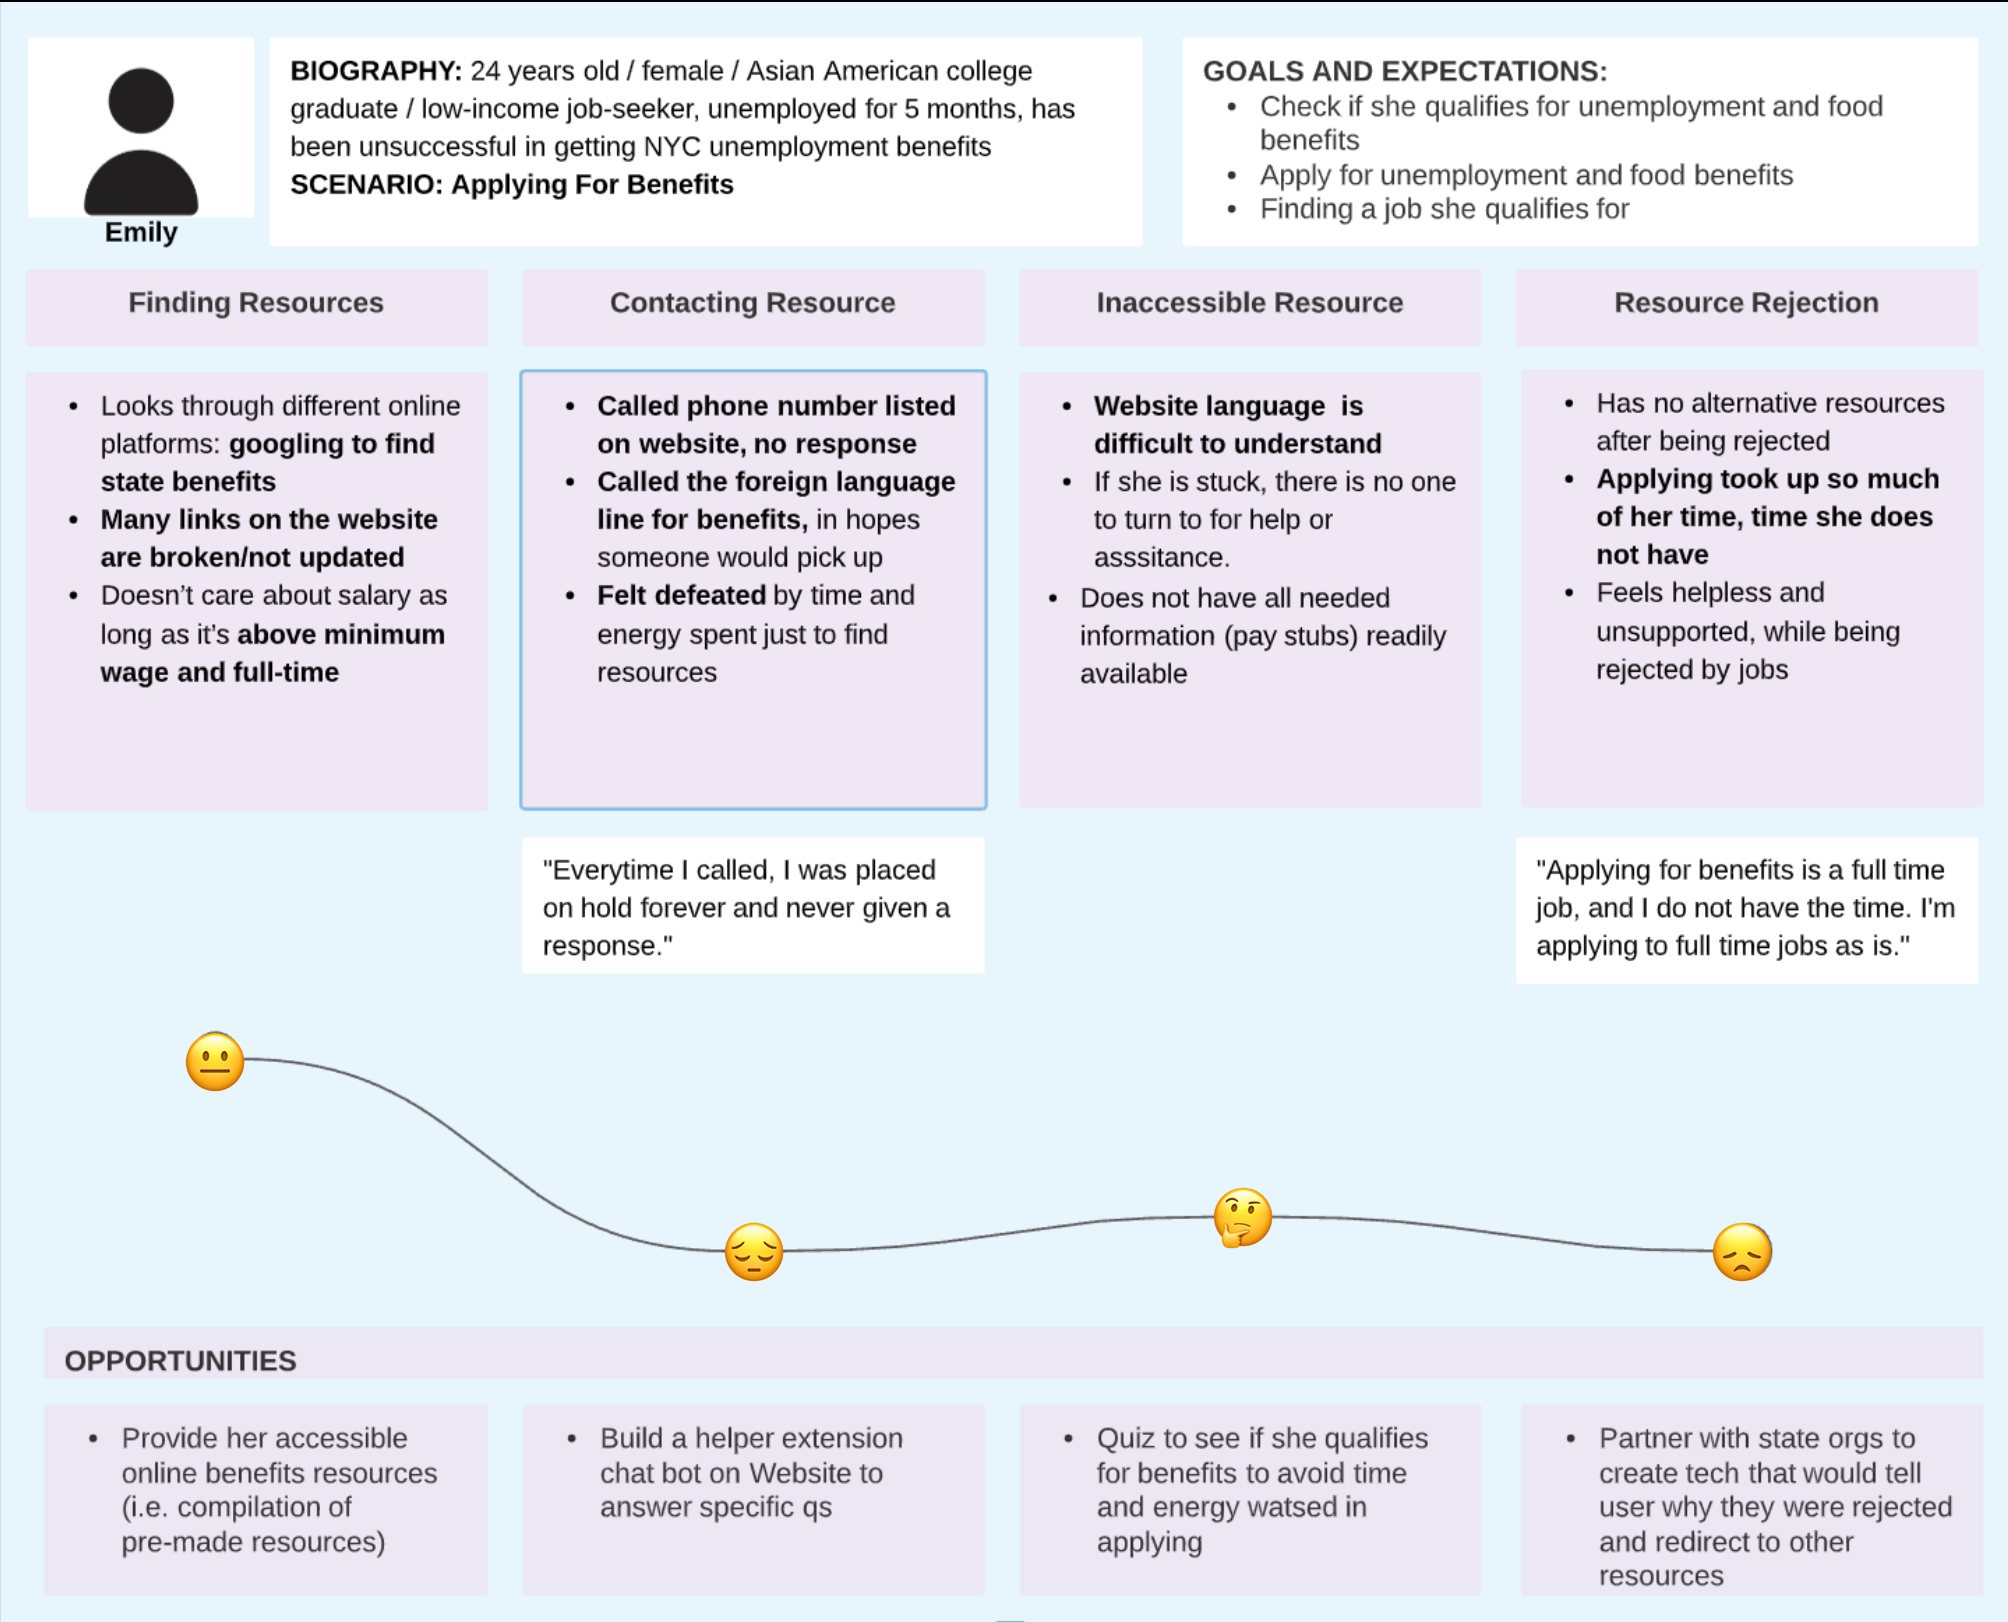 BIOGRAPHY: 24 years old / female / Asian American college
graduate / low-income job-seeker, unemployed for 5 months, has
been unsuccessful in getting NYC unemployment benefits
SCENARIO: Applying For Benefits
Emily
GOALS AND EXPECTATIONS:
• Check if she qualifies for unemployment and food
benefits
• Apply for unemployment and food benefits
• Finding a job she qualifies for
Finding Resources
Contacting Resource
Inaccessible Resource
Resource Rejection
• Looks through different online
platforms: googling to find
state benefits
• Many links on the website
are broken/not updated
• Doesn’t care about salary as
long as it’s above minimum
wage and full-time
• Called phone number listed
on website, no response
• Called the foreign language
line for benefits, in hopes
someone would pick up
• Felt defeated by time and
energy spent just to find
resources
• Website language is
difficult to understand
• If she is stuck, there is no one
to turn to for help or
asssitance.
• Does not have all needed
information (pay stubs) readily
available
• Has no alternative resources
after being rejected
• Applying took up so much
of her time, time she does
not have
• Feels helpless and
unsupported, while being
rejected by jobs
"Everytime I called, I was placed
on hold forever and never given a
response."
"Applying for benefits is a full time
job, and I do not have the time. I'm
applying to full time jobs as is."
OPPORTUNITIES
• Provide her accessible
online benefits resources
(i.e. compilation of
pre-made resources)
• Build a helper extension
chat bot on Website to
answer specific qs
• Quiz to see if she qualifies
for benefits to avoid time
and energy watsed in
applying
• Partner with state orgs to
create tech that would tell
user why they were rejected
and redirect to other
resources